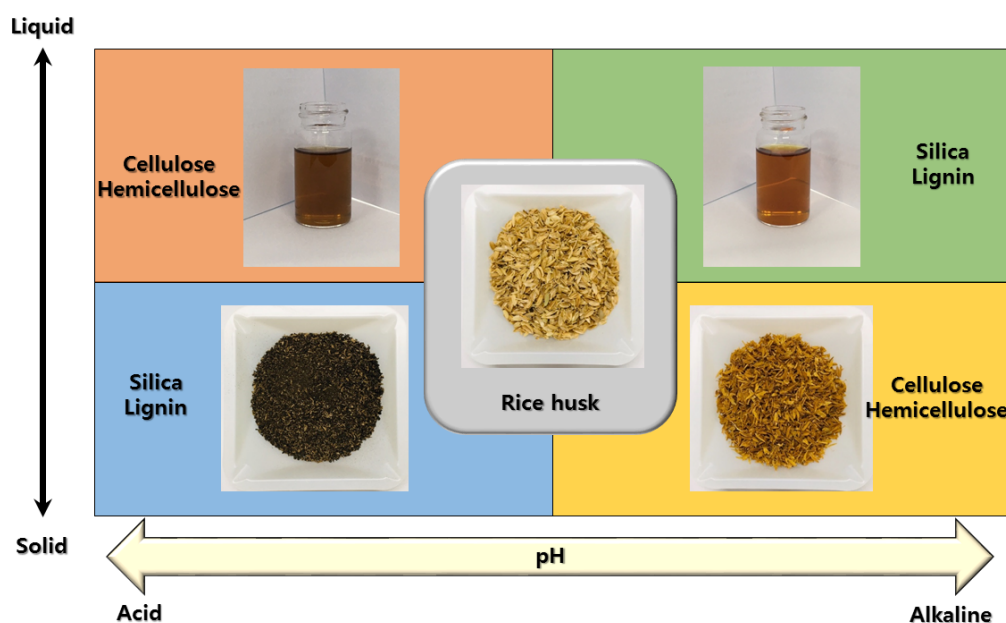 Liquid
Cellulose
Hemicellulose
Silica
Lignin
Rice husk
Silica
Lignin
Cellulose
Hemicellulose
Solid
pH
Acid
Alkaline